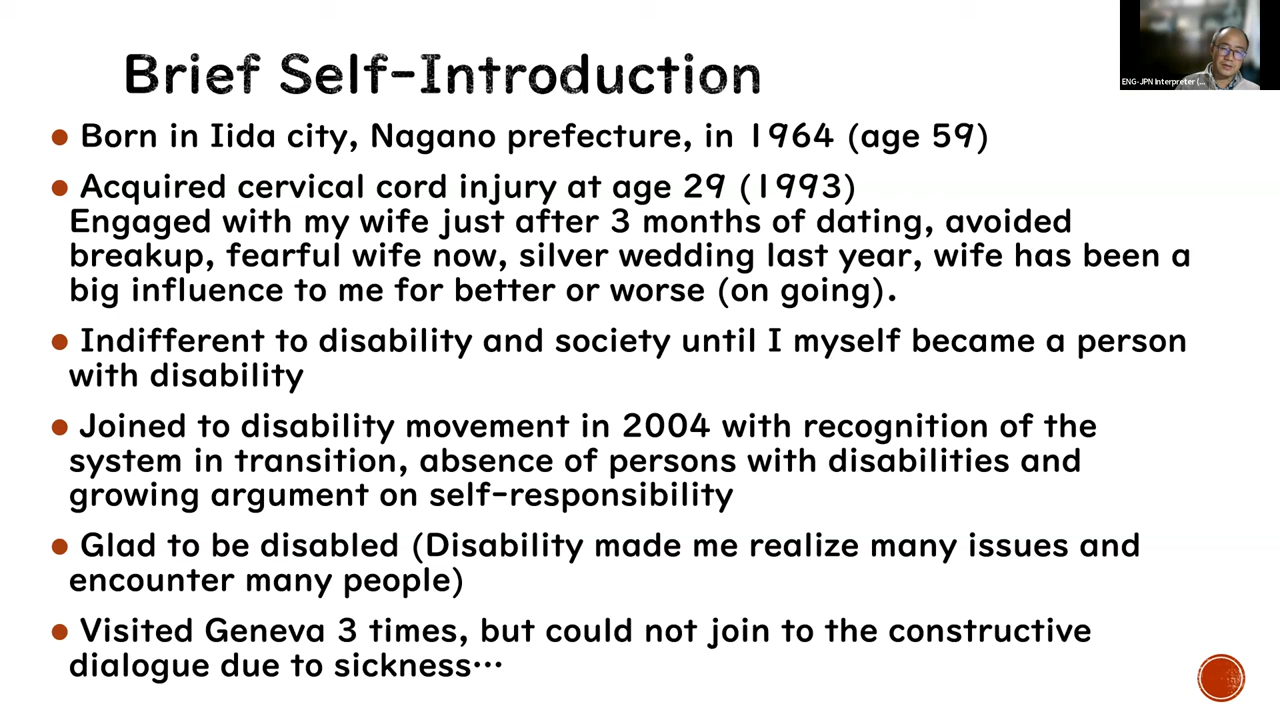 Brief Self-Introduction
ENG-JPN Interpreter (...
• Born in Iida city, Nagano prefecture, in 1964 (age 59)
• Acquired cervical cord injury at age 29 (1993)
Engaged with my wife just after 3 months of dating, avoided
breakup, fearful wife now, silver wedding last year, wife has been a
big influence to me for better or worse (on going).
• Indifferent to disability and society until I myself became a person
with disability
• Joined to disability movement in 2004 with recognition of the
system in transition, absence of persons with disabilities and
growing argument on self-responsibility
• Glad to be disabled (Disability made me realize many issues and
encounter many people)
• Visited Geneva 3 times, but could not join to the constructive
dialogue due to sickness…